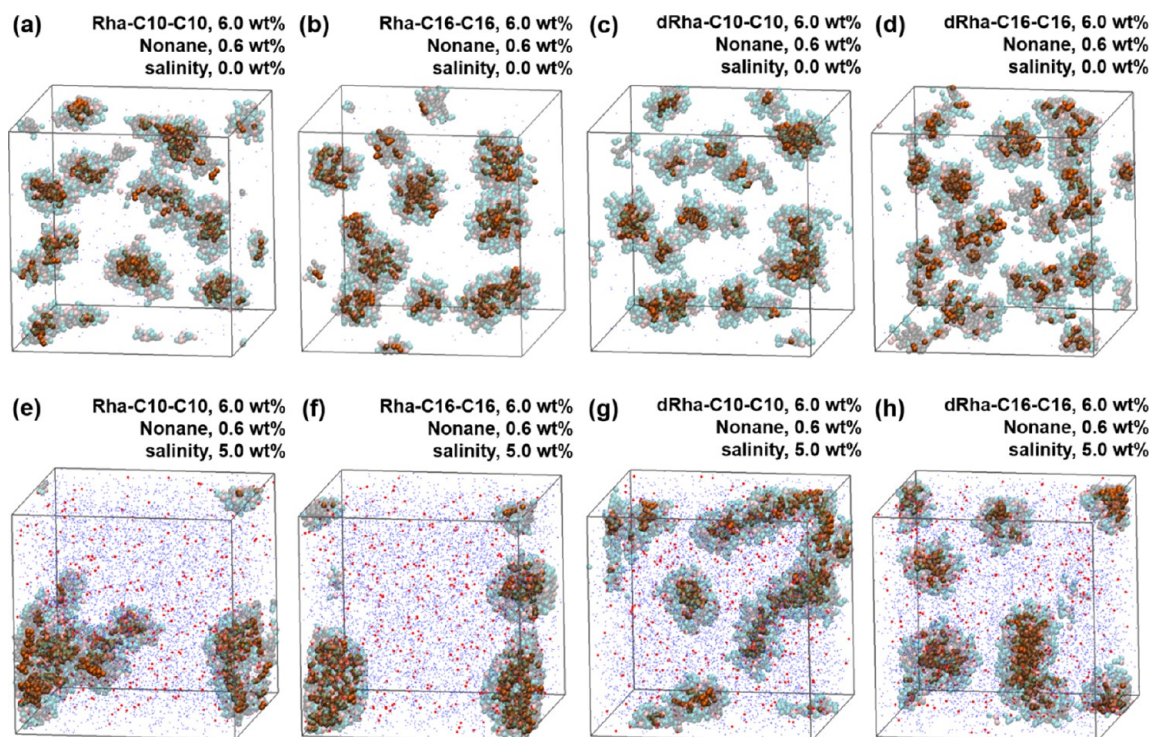 (a) Rha-C10-C10, 6.0 wt%
Nonane, 0.6 wt%
salinity, 0.0 wt%
(b) Rha-C16-C16, 6.0 wt%
Nonane, 0.6 wt%
salinity, 0.0 wt%
(c) dRha-C10-C10, 6.0 wt%
Nonane, 0.6 wt%
salinity, 0.0 wt%
(d) dRha-C16-C16, 6.0 wt%
Nonane, 0.6 wt%
salinity, 0.0 wt%
(e) Rha-C10-C10, 6.0 wt%
Nonane, 0.6 wt%
salinity, 5.0 wt%
(f) Rha-C16-C16, 6.0 wt%
Nonane, 0.6 wt%
salinity, 5.0 wt%
(g) dRha-C10-C10, 6.0 wt%
Nonane, 0.6 wt%
salinity, 5.0 wt%
(h) dRha-C16-C16, 6.0 wt%
Nonane, 0.6 wt%
salinity, 5.0 wt%